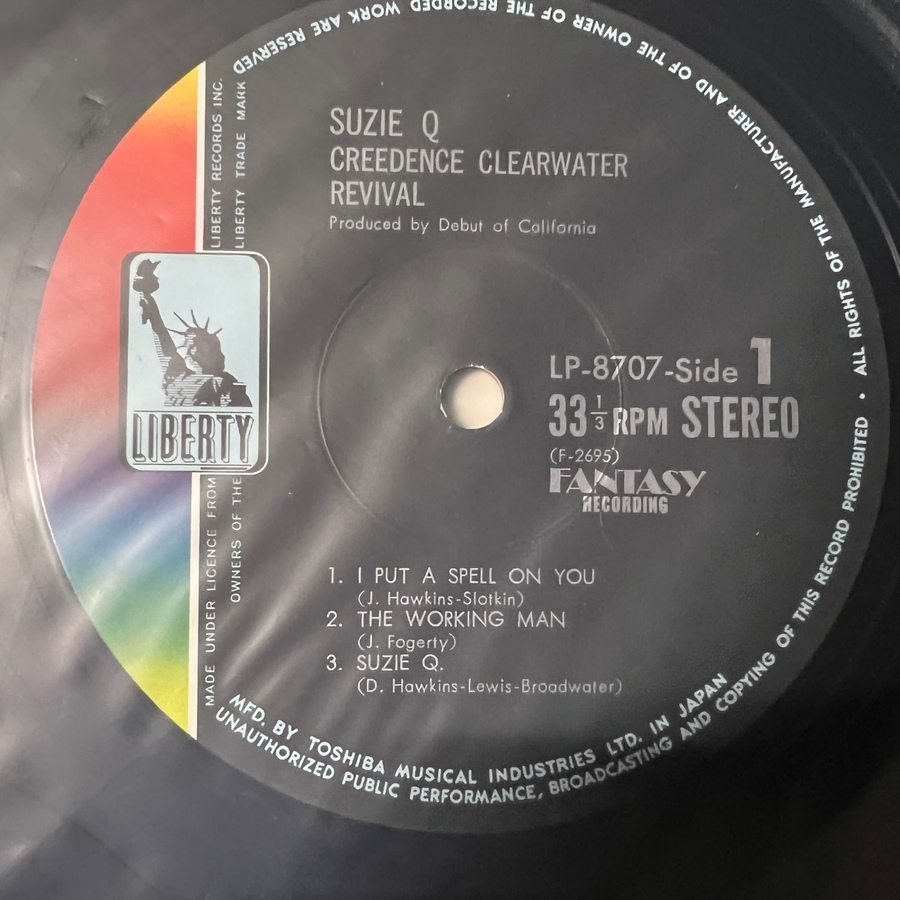 SUZIE Q
CREEDENCE CLEARWATER
REVIVAL
Produced by Debut of California
LIBERTY
LP-8707-Side 1
33 1/3 RPM STEREO
(F-2695)
FANTASY
RECORDING
1. I PUT A SPELL ON YOU
(J. Hawkins-Slotkin)
2. THE WORKING MAN
(J. Fogerty)
3. SUZIE Q.
(D. Hawkins-Lewis-Broadwater)
MADE UNDER LICENCE FROM LIBERTY RECORDS INC.
OWNERS OF THE LIBERTY TRADE MARK
MFD. BY TOSHIBA MUSICAL INDUSTRIES LTD. IN JAPAN
UNAUTHORIZED PUBLIC PERFORMANCE, BROADCASTING AND COPYING OF THIS RECORD PROHIBITED • ALL RIGHTS OF THE MANUFACTURER AND OF THE OWNER OF THE RECORDED WORK ARE RESERVED